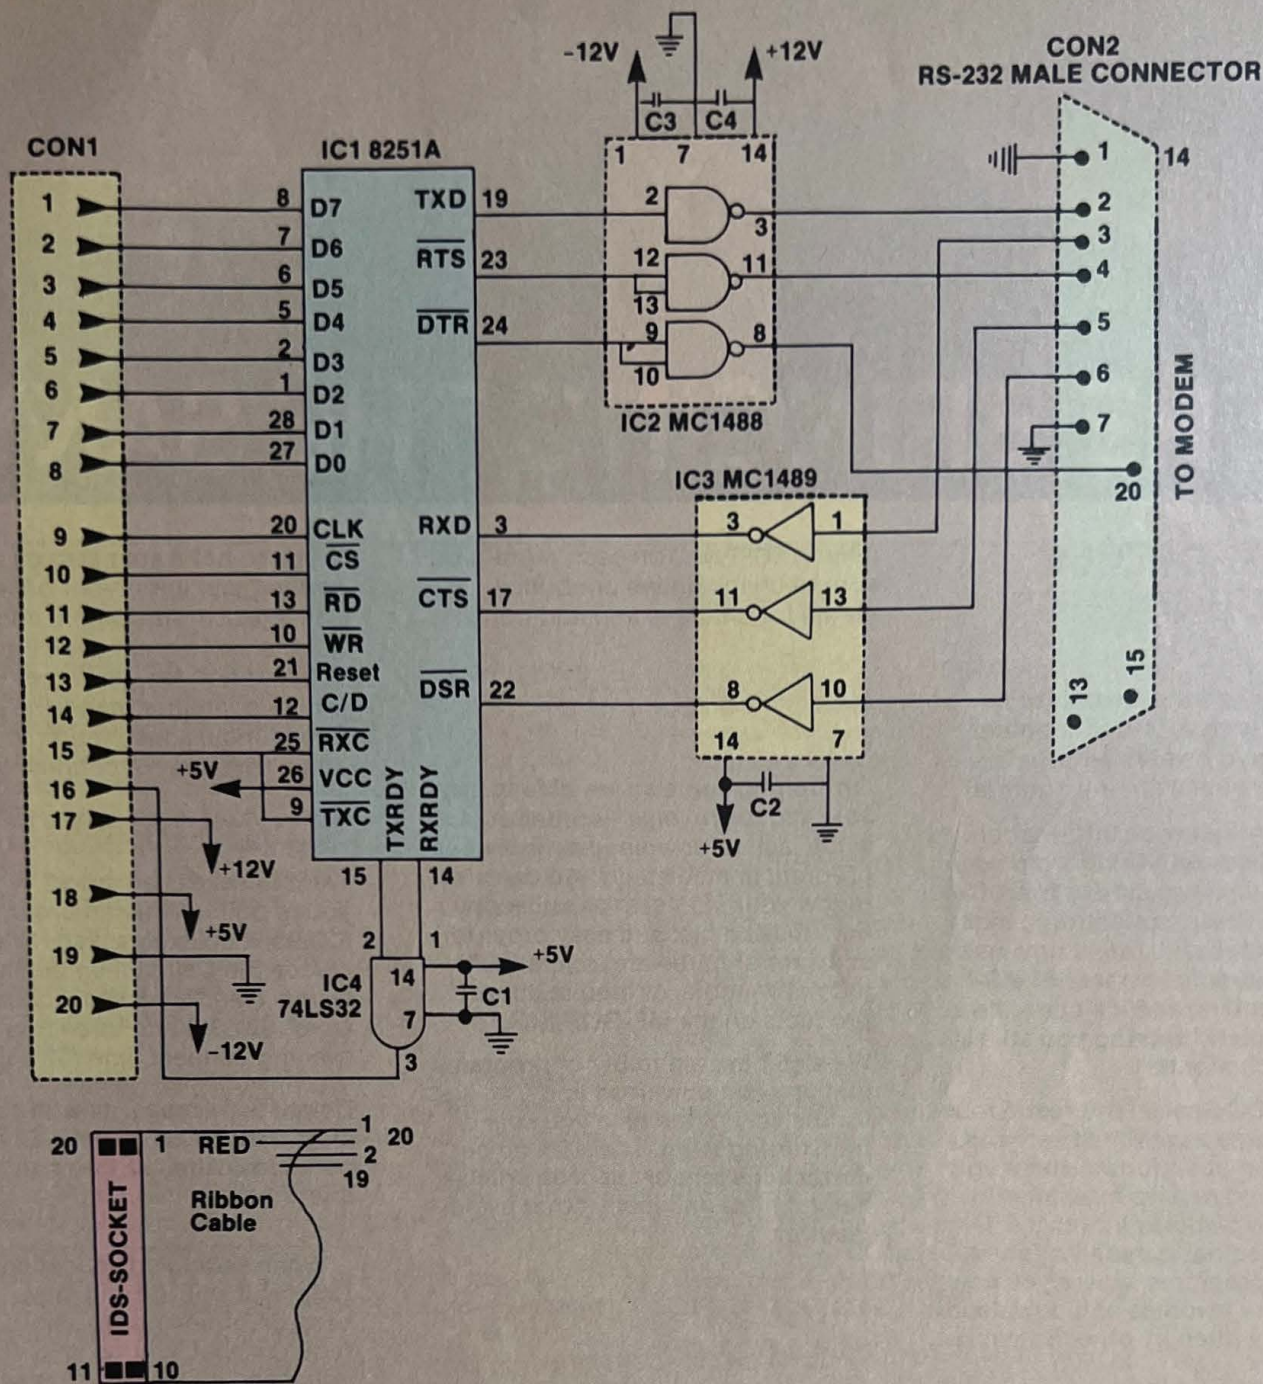 -12V
+12V
CON2
RS-232 MALE CONNECTOR
C3
C4
CON1
IC1 8251A
1
7
14
1
14
1
8
D7
TXD
19
2
3
2
2
7
D6
RTS
23
12
11
3
3
6
D5
13
4
4
5
D4
DTR
24
9
8
5
5
2
D3
10
6
6
1
D2
IC2 MC1488
7
7
28
D1
8
27
D0
IC3 MC1489
20
TO MODEM
9
20
CLK
RXD
3
3
1
10
11
CS
11
13
RD
CTS
17
11
13
12
10
WR
13
21
Reset
DSR
22
8
10
13
15
14
12
C/D
14
7
15
25
RXC
16
+5V
26
VCC
TXRDY
RXRDY
C2
17
9
TXC
+5V
+12V
15
14
18
+5V
2
1
+5V
19
IC4
74LS32
14
C1
7
20
-12V
3
20
1
RED
1
20
2
19
Ribbon
Cable
IDS-SOCKET
11
10